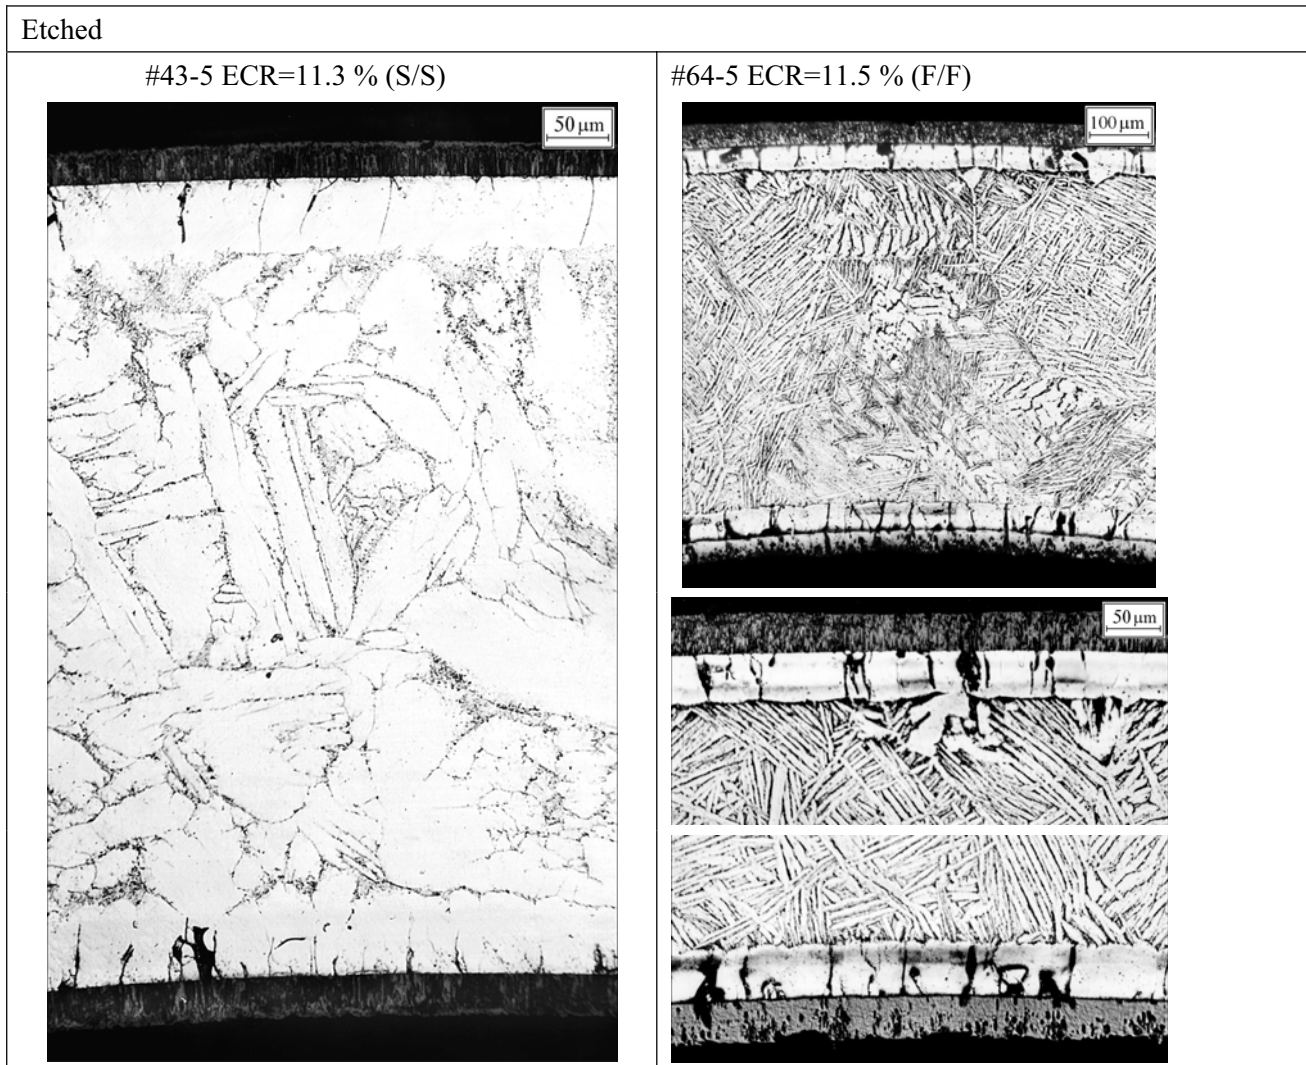 Etched
#43-5 ECR=11.3 % (S/S)
#64-5 ECR=11.5 % (F/F)
50 µm
100 µm
50 µm